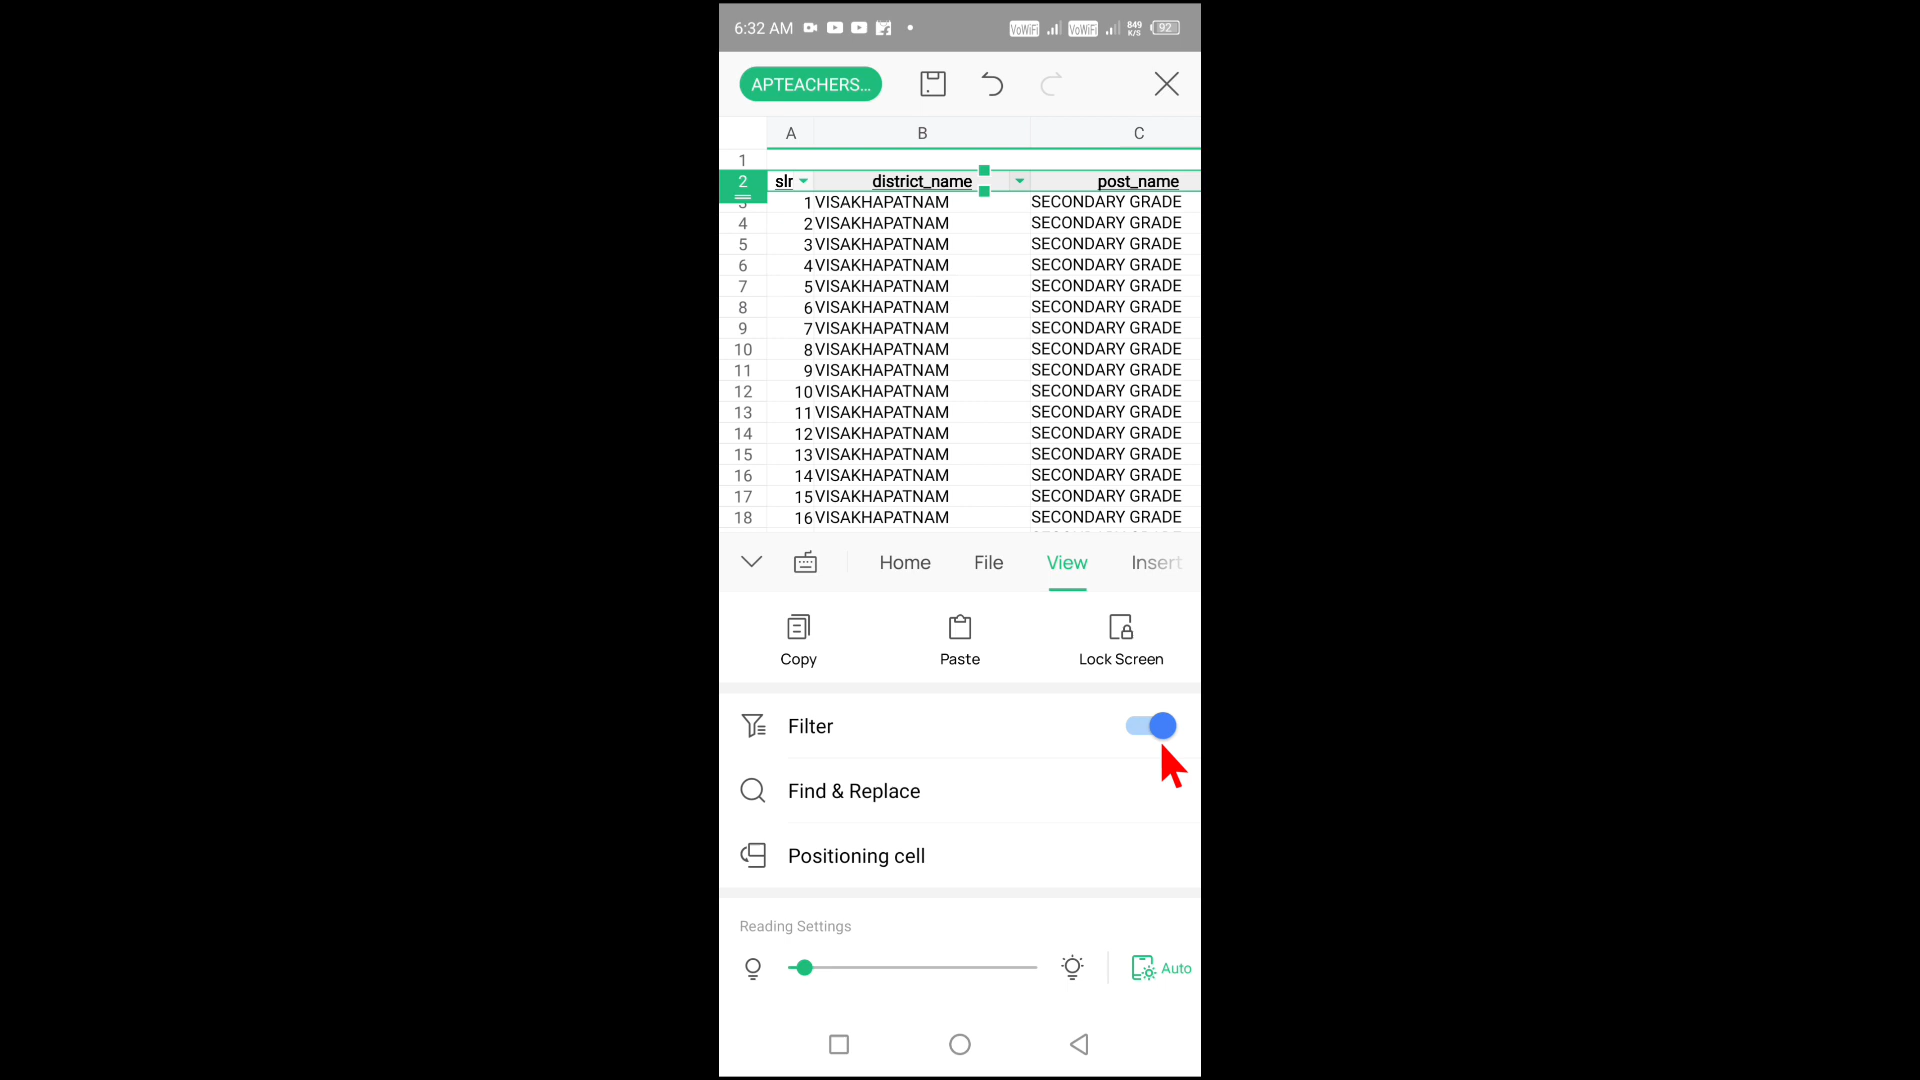 6:32 AM VoWiFi VoWiFi 849 K/S 92
APTEACHERS...
A B C
1
2 slr district_name post_name
3 1 VISAKHAPATNAM SECONDARY GRADE
4 2 VISAKHAPATNAM SECONDARY GRADE
5 3 VISAKHAPATNAM SECONDARY GRADE
6 4 VISAKHAPATNAM SECONDARY GRADE
7 5 VISAKHAPATNAM SECONDARY GRADE
8 6 VISAKHAPATNAM SECONDARY GRADE
9 7 VISAKHAPATNAM SECONDARY GRADE
10 8 VISAKHAPATNAM SECONDARY GRADE
11 9 VISAKHAPATNAM SECONDARY GRADE
12 10 VISAKHAPATNAM SECONDARY GRADE
13 11 VISAKHAPATNAM SECONDARY GRADE
14 12 VISAKHAPATNAM SECONDARY GRADE
15 13 VISAKHAPATNAM SECONDARY GRADE
16 14 VISAKHAPATNAM SECONDARY GRADE
17 15 VISAKHAPATNAM SECONDARY GRADE
18 16 VISAKHAPATNAM SECONDARY GRADE
Home File View Insert
Copy Paste Lock Screen
Filter
Find & Replace
Positioning cell
Reading Settings
Auto